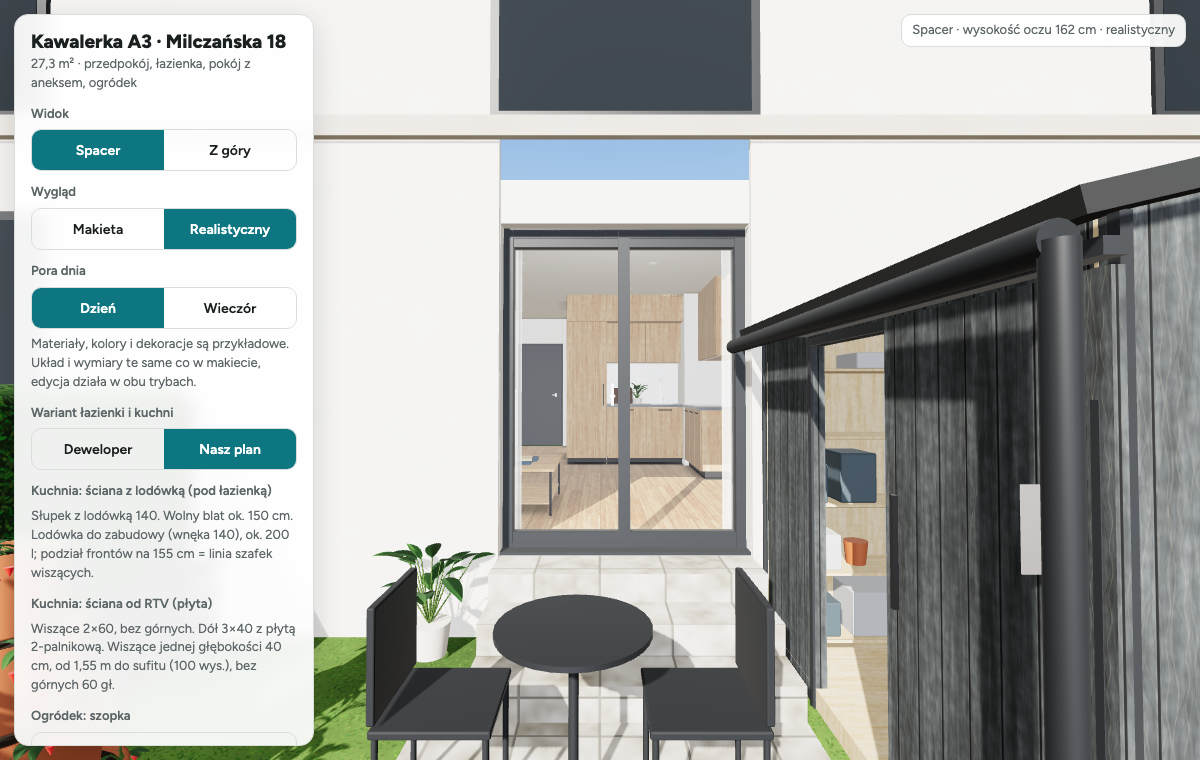 Kawalerka A3 · Milczańska 18
27,3 m² · przedpokój, łazienka, pokój z
aneksem, ogródek
Widok
Spacer
Z góry
Wygląd
Makieta
Realistyczny
Pora dnia
Dzień
Wieczór
Materiały, kolory i dekoracje są przykładowe.
Układ i wymiary te same co w makiecie,
edycja działa w obu trybach.
Wariant łazienki i kuchni
Deweloper
Nasz plan
Kuchnia: ściana z lodówką (pod łazienką)
Słupek z lodówką 140. Wolny blat ok. 150 cm.
Lodówka do zabudowy (wnęka 140), ok. 200
l; podział frontów na 155 cm = linia szafek
wiszących.
Kuchnia: ściana od RTV (płyta)
Wiszące 2×60, bez górnych. Dół 3×40 z płytą
2-palnikową. Wiszące jednej głębokości 40
cm, od 1,55 m do sufitu (100 wys.), bez
górnych 60 gł.
Ogródek: szopka
Spacer · wysokość oczu 162 cm · realistyczny